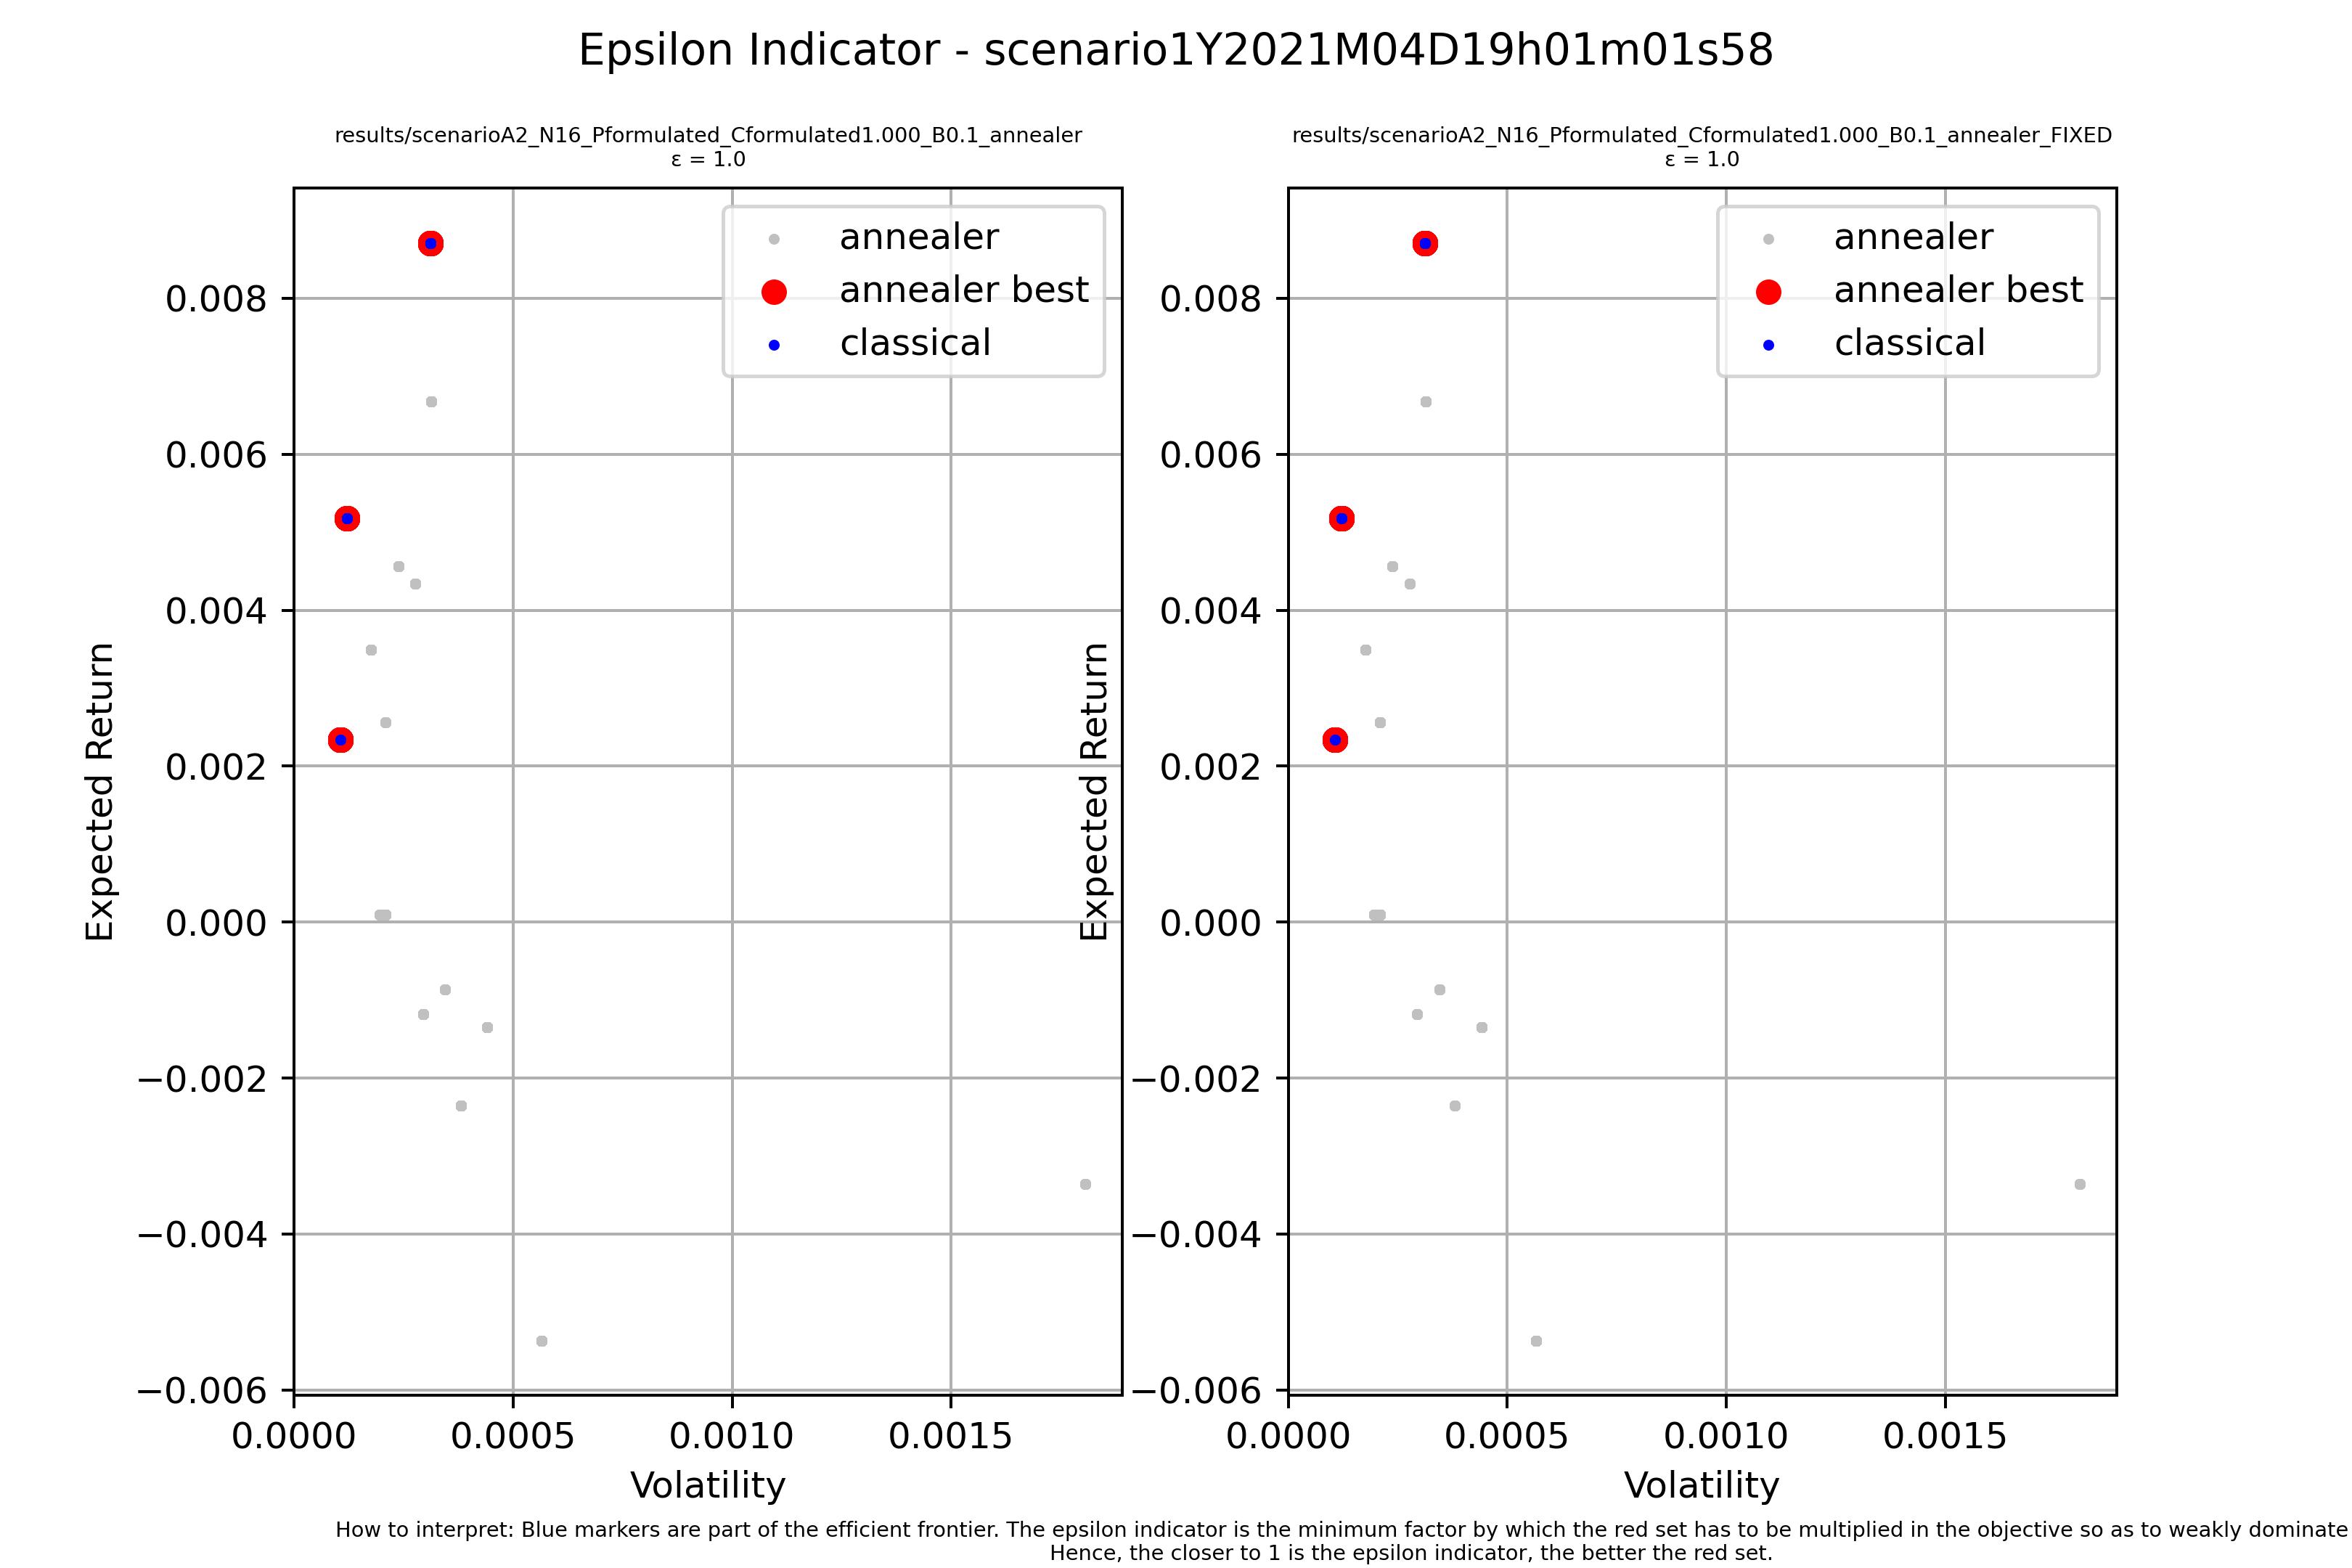 Epsilon Indicator - scenario1Y2021M04D19h01m01s58
results/scenarioA2_N16_Pformulated_Cformulated1.000_B0.1_annealer
ε = 1.0
annealer
annealer best
classical
0.008
0.006
0.004
0.002
0.000
−0.002
−0.004
−0.006
Expected Return
0.0000
0.0005
0.0010
0.0015
Volatility
results/scenarioA2_N16_Pformulated_Cformulated1.000_B0.1_annealer_FIXED
ε = 1.0
annealer
annealer best
classical
0.008
0.006
0.004
0.002
0.000
−0.002
−0.004
−0.006
Expected Return
0.0000
0.0005
0.0010
0.0015
Volatility
How to interpret: Blue markers are part of the efficient frontier. The epsilon indicator is the minimum factor by which the red set has to be multiplied in the objective so as to weakly dominate
Hence, the closer to 1 is the epsilon indicator, the better the red set.